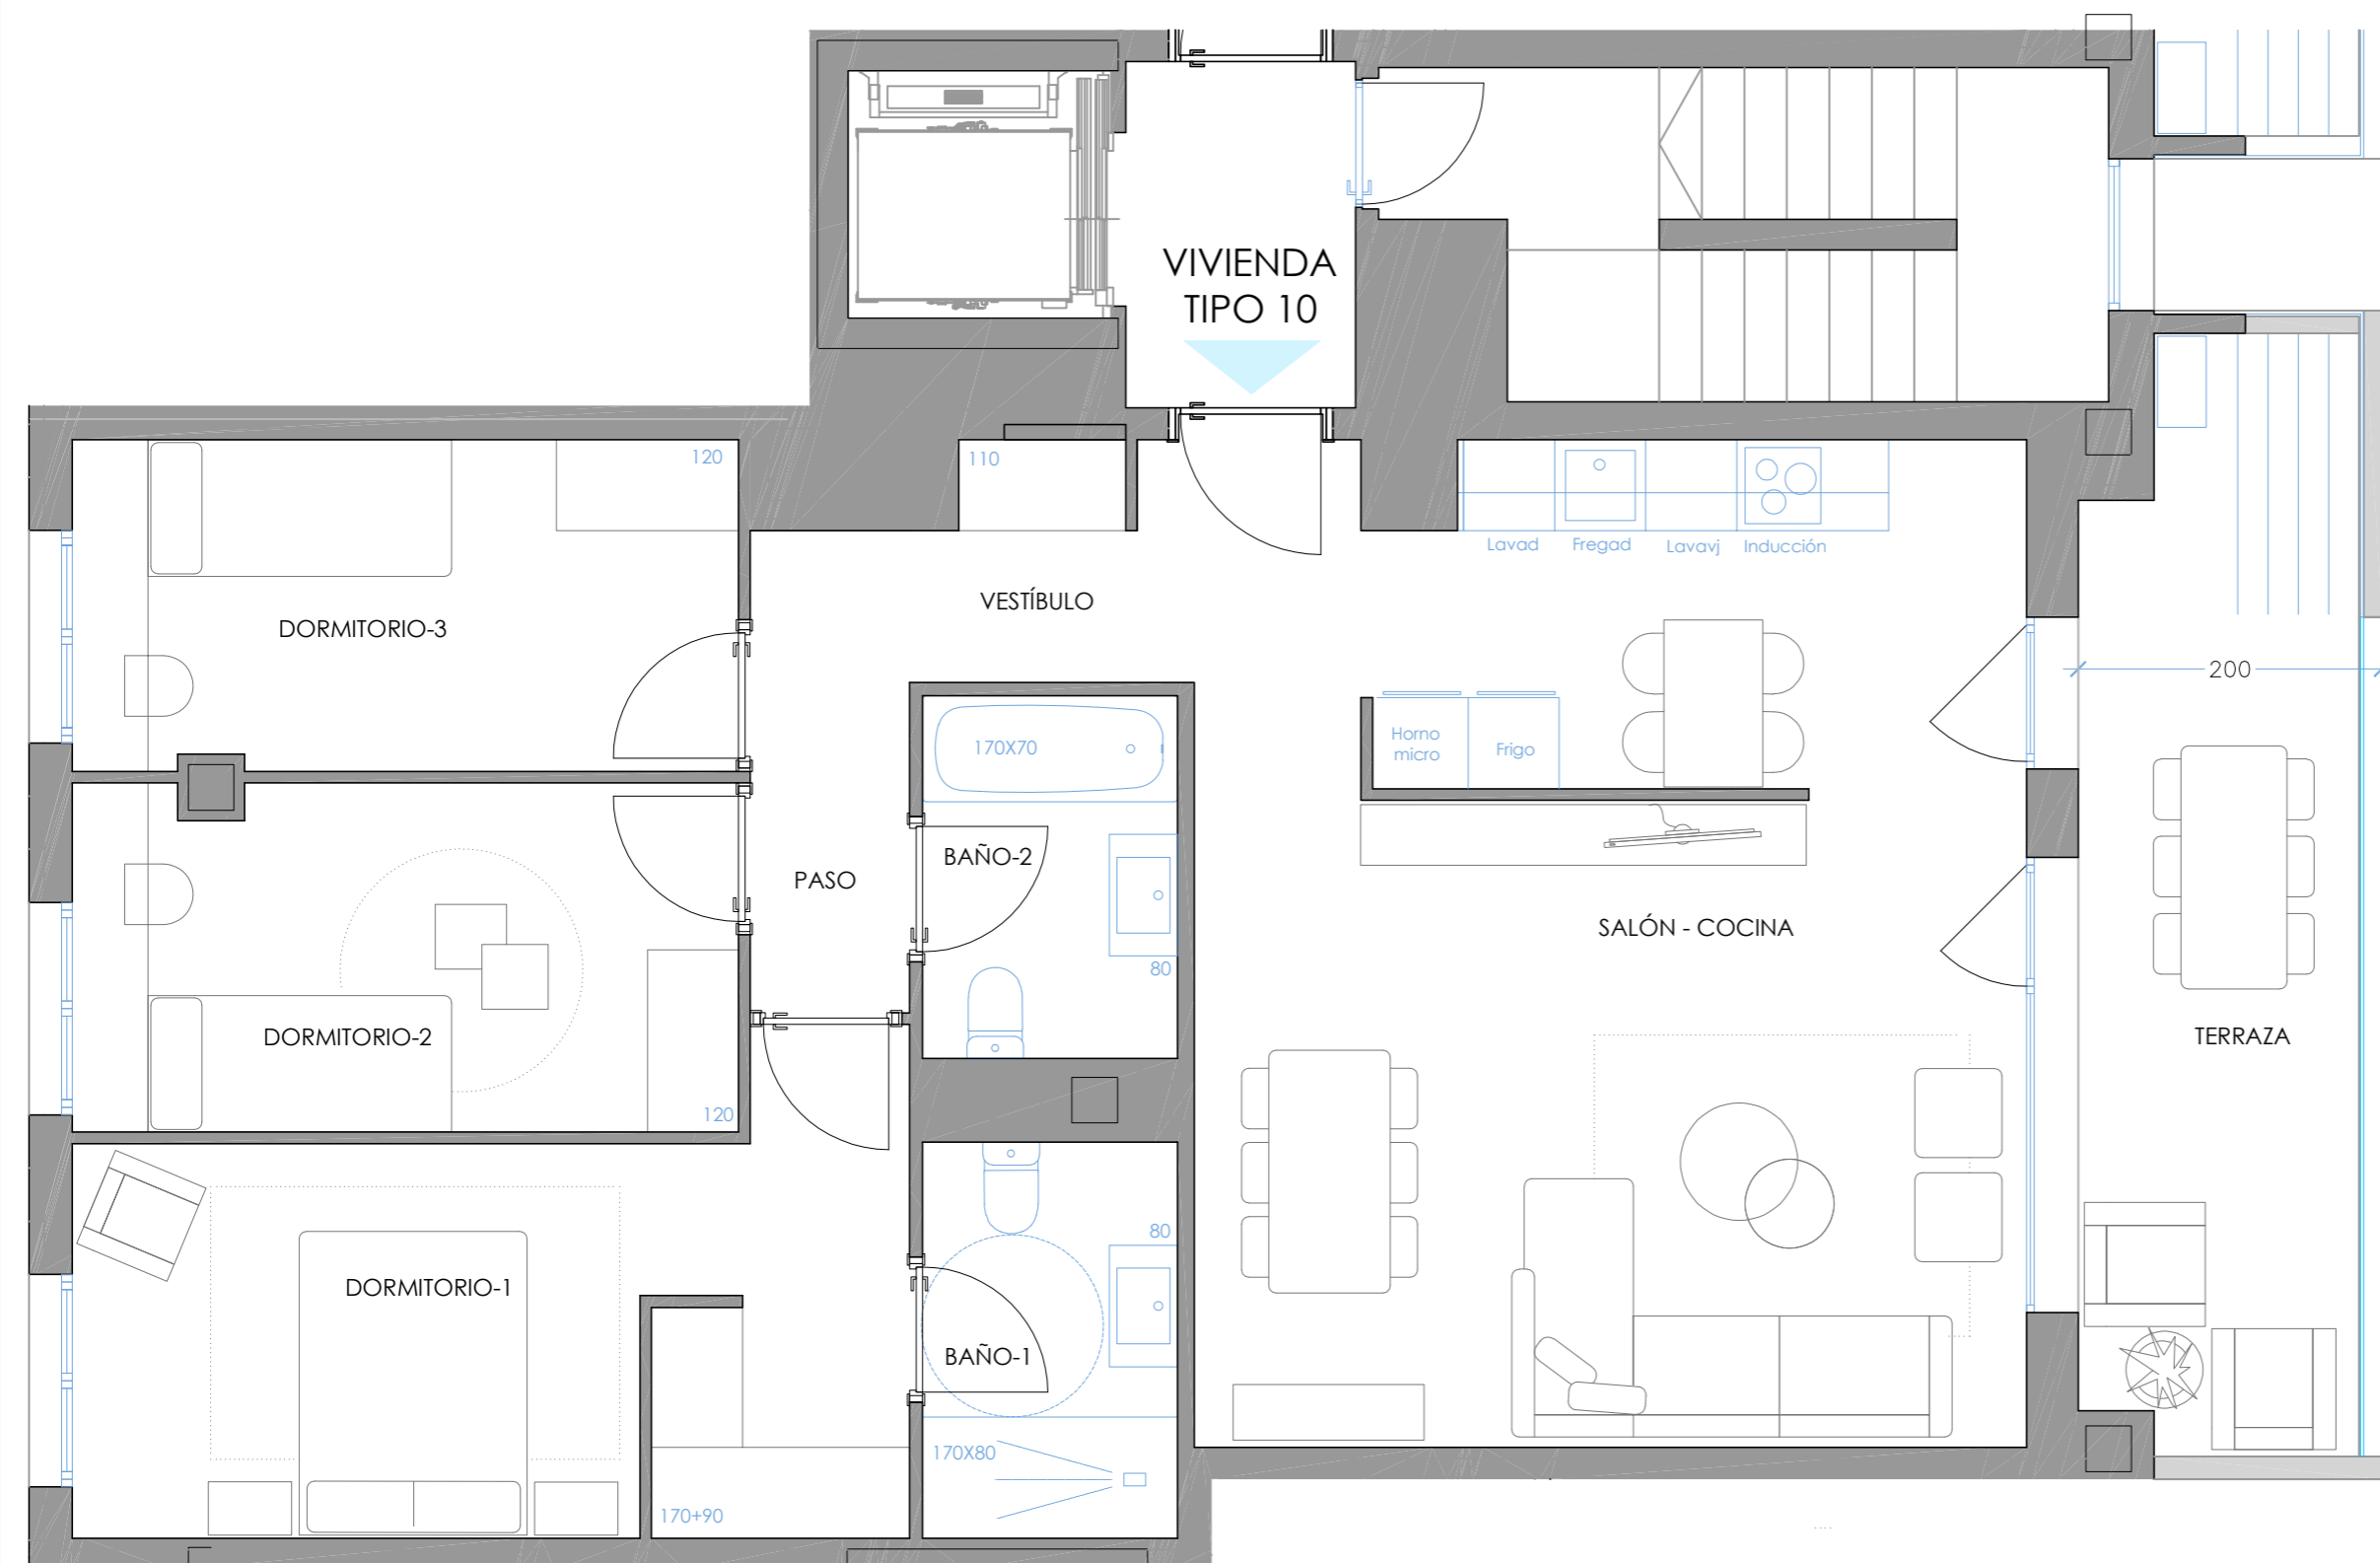 VIVIENDA
TIPO 10
120
110
Lavad
Fregad
Lavavj
Inducción
VESTÍBULO
DORMITORIO-3
200
170X70
Horno
micro
Frigo
BAÑO-2
PASO
SALÓN - COCINA
80
DORMITORIO-2
TERRAZA
120
80
DORMITORIO-1
BAÑO-1
170X80
170+90